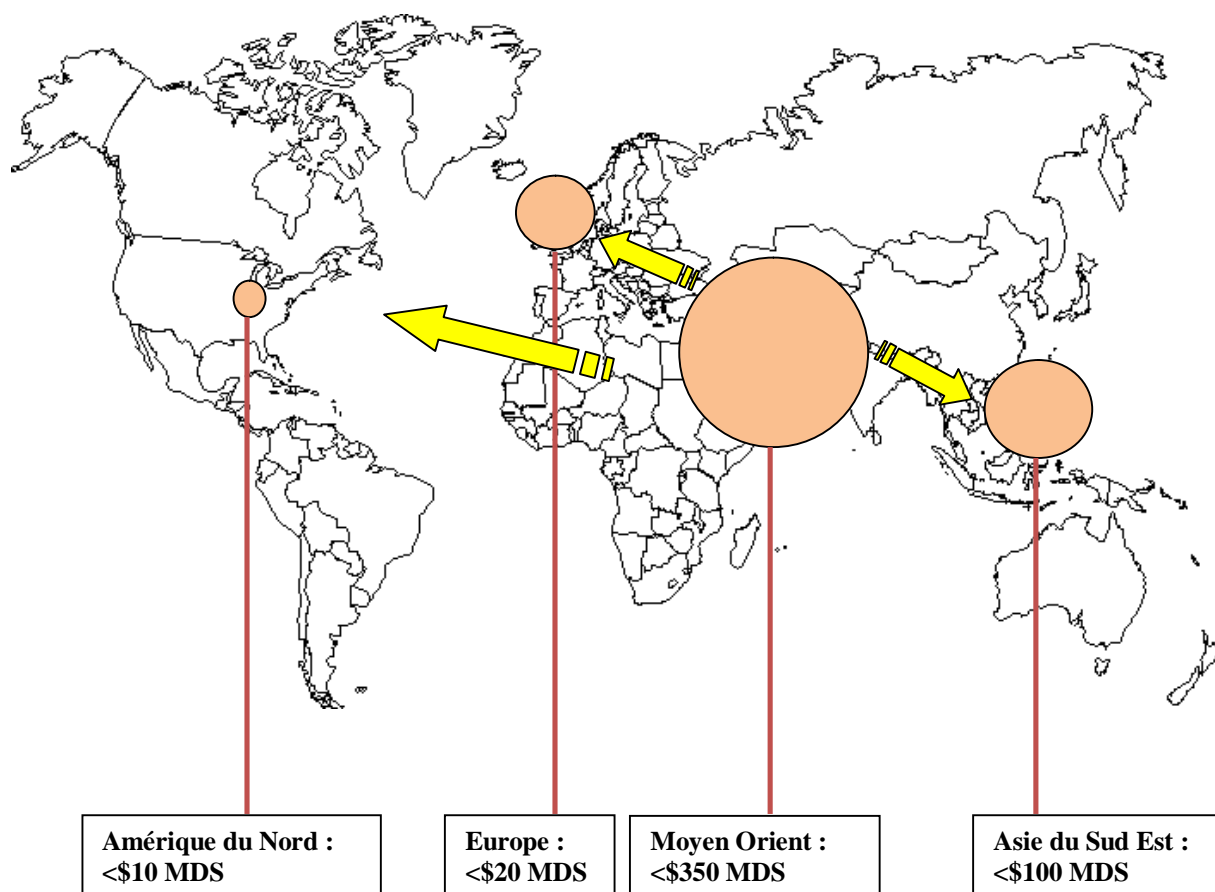 Amérique du Nord :
<$10 MDS
Europe :
<$20 MDS
Moyen Orient :
<$350 MDS
Asie du Sud Est :
<$100 MDS